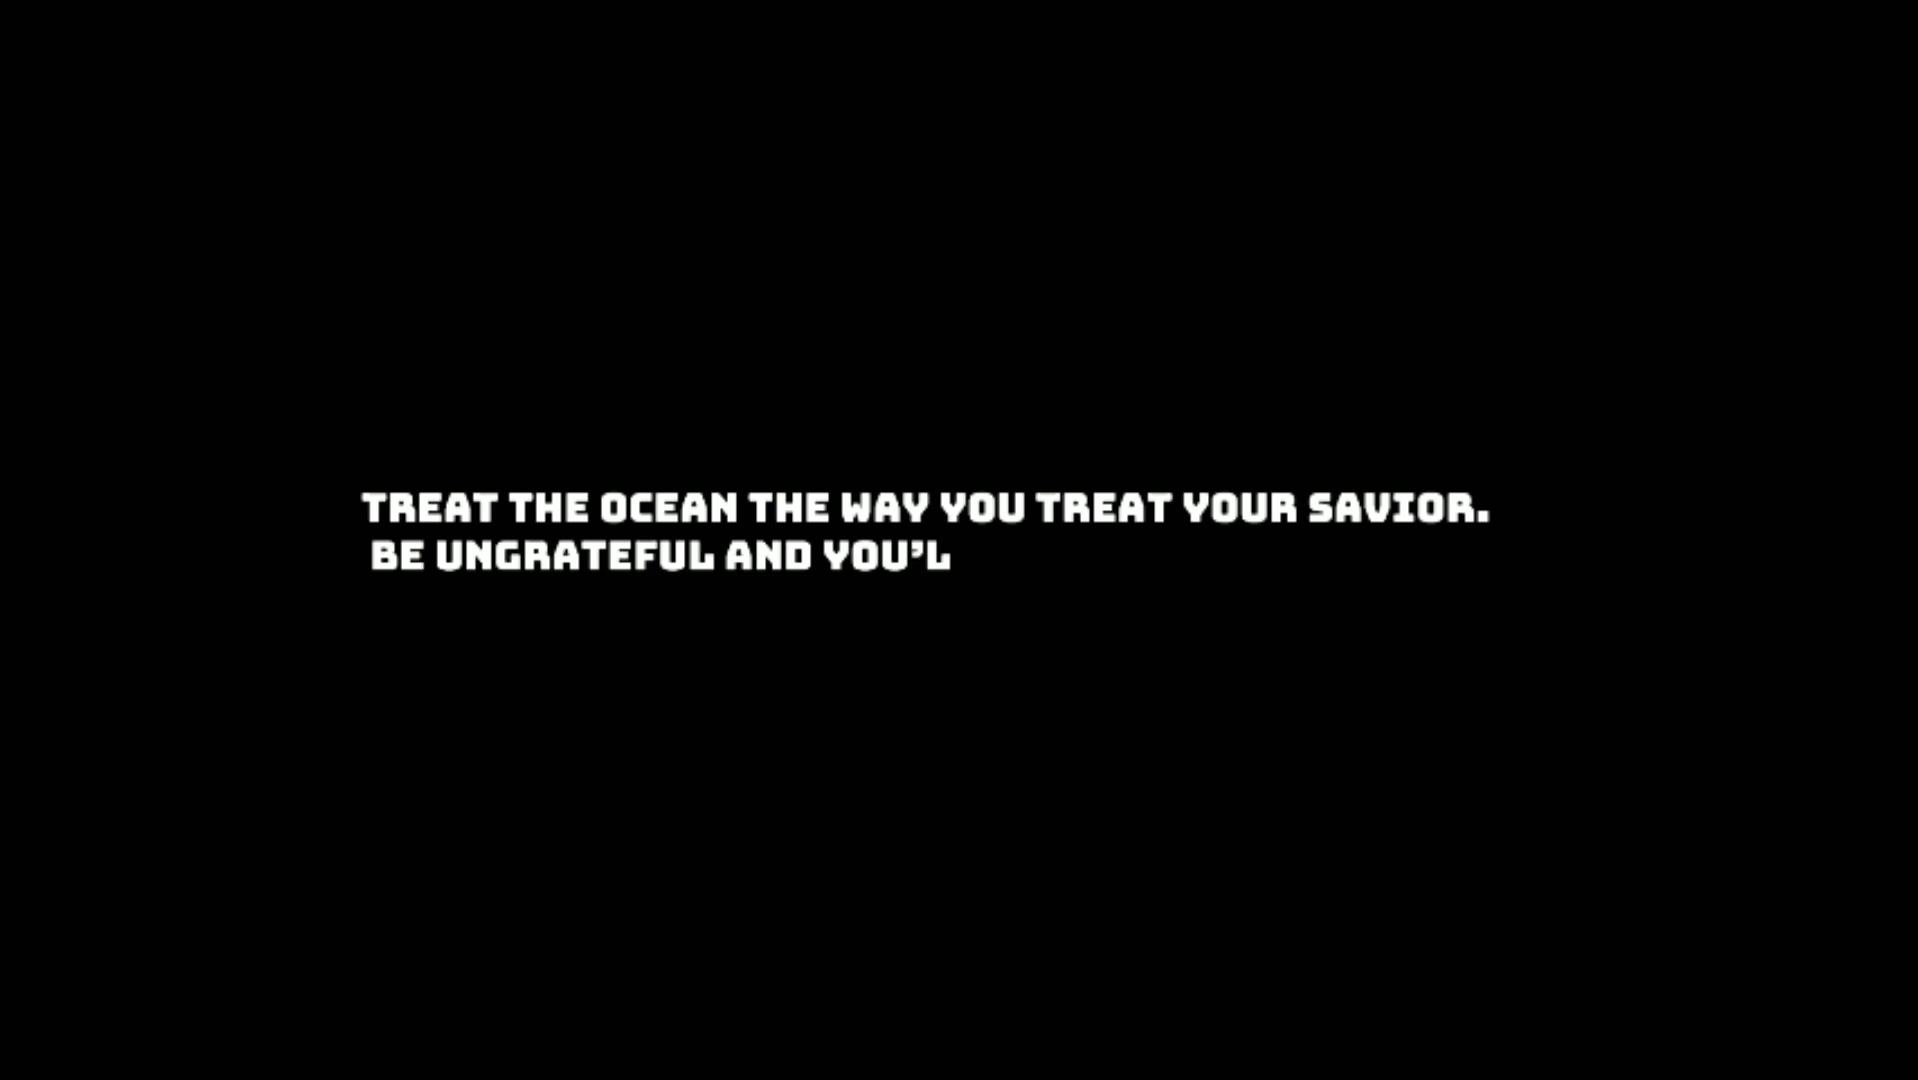 TREAT THE OCEAN THE WAY YOU TREAT YOUR SAVIOR.
BE UNGRATEFUL AND YOU’L